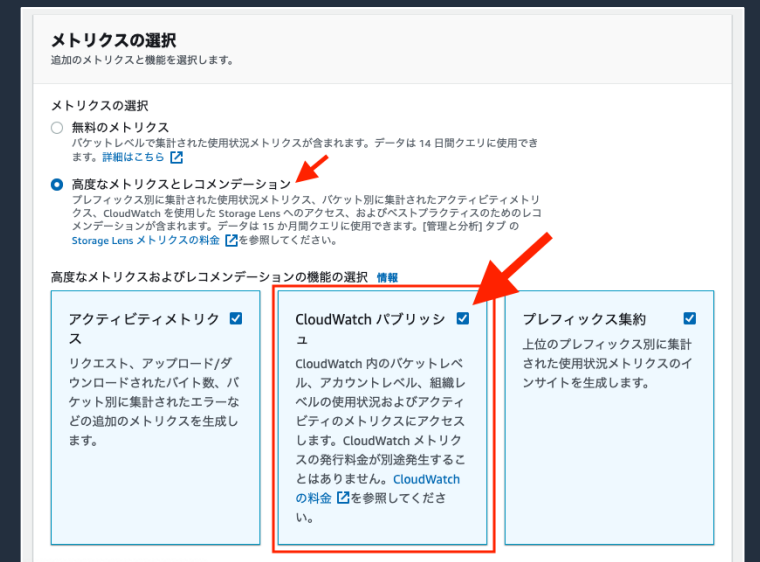 メトリクスの選択
追加のメトリクスと機能を選択します。
メトリクスの選択
無料のメトリクス
バケットレベルで集計された使用状況メトリクスが含まれます。データは 14 日間クエリに使用でき
ます。詳細はこちら
高度なメトリクスとレコメンデーション
プレフィックス別に集計された使用状況メトリクス、バケット別に集計されたアクティビティメトリ
クス、CloudWatch を使用した Storage Lens へのアクセス、およびベストプラクティスのためのレコ
メンデーションが含まれます。データは 15 か月間クエリに使用できます。[管理と分析] タブ の
Storage Lens メトリクスの料金 を参照してください。
高度なメトリクスおよびレコメンデーションの機能の選択 情報
アクティビティメトリク
ス
リクエスト、アップロード/ダ
ウンロードされたバイト数、バ
ケット別に集計されたエラーな
どの追加のメトリクスを生成し
ます。
CloudWatch パブリッシ
ュ
CloudWatch 内のバケットレベ
ル、アカウントレベル、組織レ
ベルの使用状況およびアクティ
ビティのメトリクスにアクセス
します。CloudWatch メトリク
スの発行料金が別途発生するこ
とはありません。CloudWatch
の料金 を参照してくださ
い。
プレフィックス集約
上位のプレフィックス別に集計
された使用状況メトリクスのイ
ンサイトを生成します。